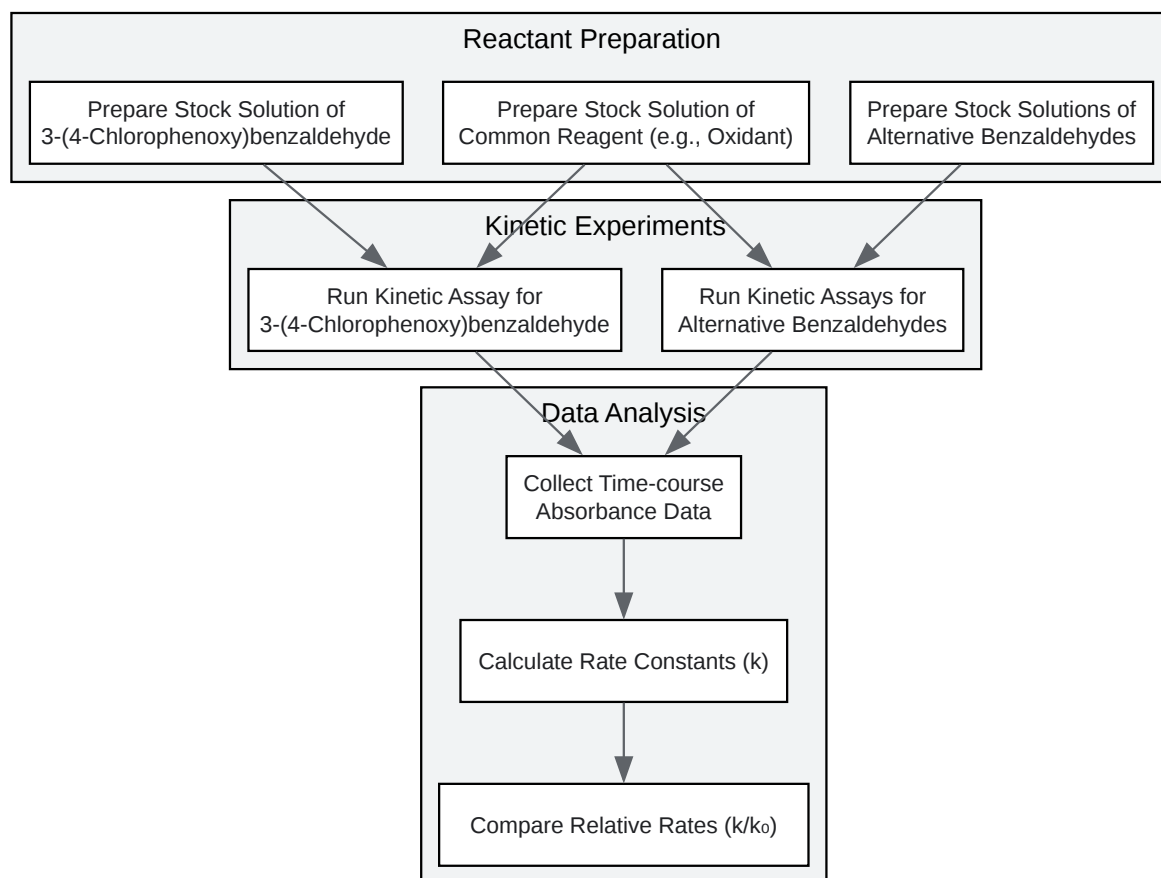 Reactant Preparation
Prepare Stock Solution of
3-(4-Chlorophenoxy)benzaldehyde
Prepare Stock Solution of
Common Reagent (e.g., Oxidant)
Prepare Stock Solutions of
Alternative Benzaldehydes
Kinetic Experiments
Run Kinetic Assay for
3-(4-Chlorophenoxy)benzaldehyde
Run Kinetic Assays for
Alternative Benzaldehydes
Data Analysis
Collect Time-course
Absorbance Data
Calculate Rate Constants (k)
Compare Relative Rates (k/k₀)